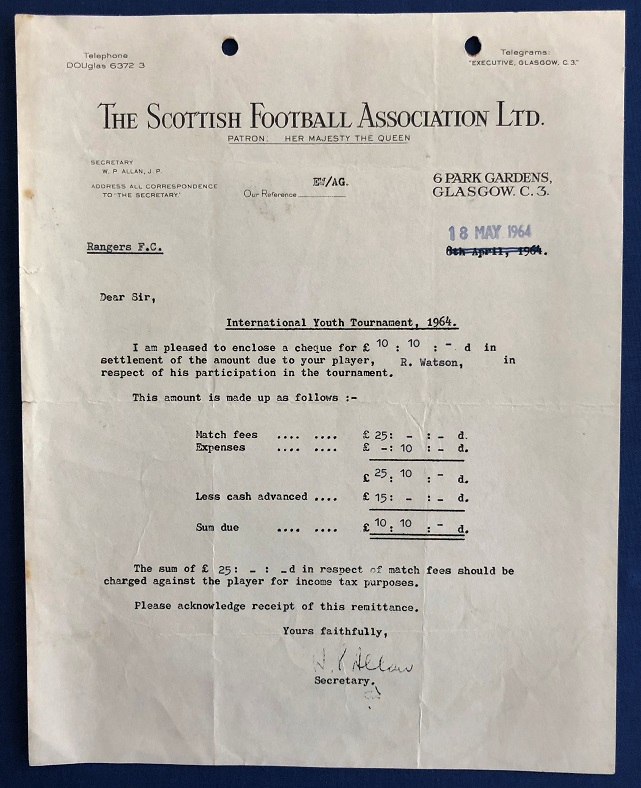 Telephone
DOUglas 6372 3
Telegrams:
"EXECUTIVE, GLASGOW, C 3."
THE SCOTTISH FOOTBALL ASSOCIATION LTD.
PATRON: HER MAJESTY THE QUEEN
SECRETARY
W. P. ALLAN, J. P.
ADDRESS ALL CORRESPONDENCE
TO "THE SECRETARY."
Our Reference /AG.
6 PARK GARDENS,
GLASGOW. C. 3.
18 MAY 1964
8th April, 1964.
Rangers F.C.
Dear Sir,
International Youth Tournament, 1964.
I am pleased to enclose a cheque for £ 10 : 10 : - d in
settlement of the amount due to your player, R. Watson, in
respect of his participation in the tournament.
This amount is made up as follows :-
Match fees .... .... £ 25: - : - d.
Expenses .... .... £ -: 10 : - d.
£ 25: 10 : - d.
Less cash advanced .... £ 15: - : - d.
Sum due .... .... £ 10: 10 : - d.
The sum of £ 25: - : -d in respect of match fees should be
charged against the player for income tax purposes.
Please acknowledge receipt of this remittance.
Yours faithfully,
W. P. Allan
Secretary.